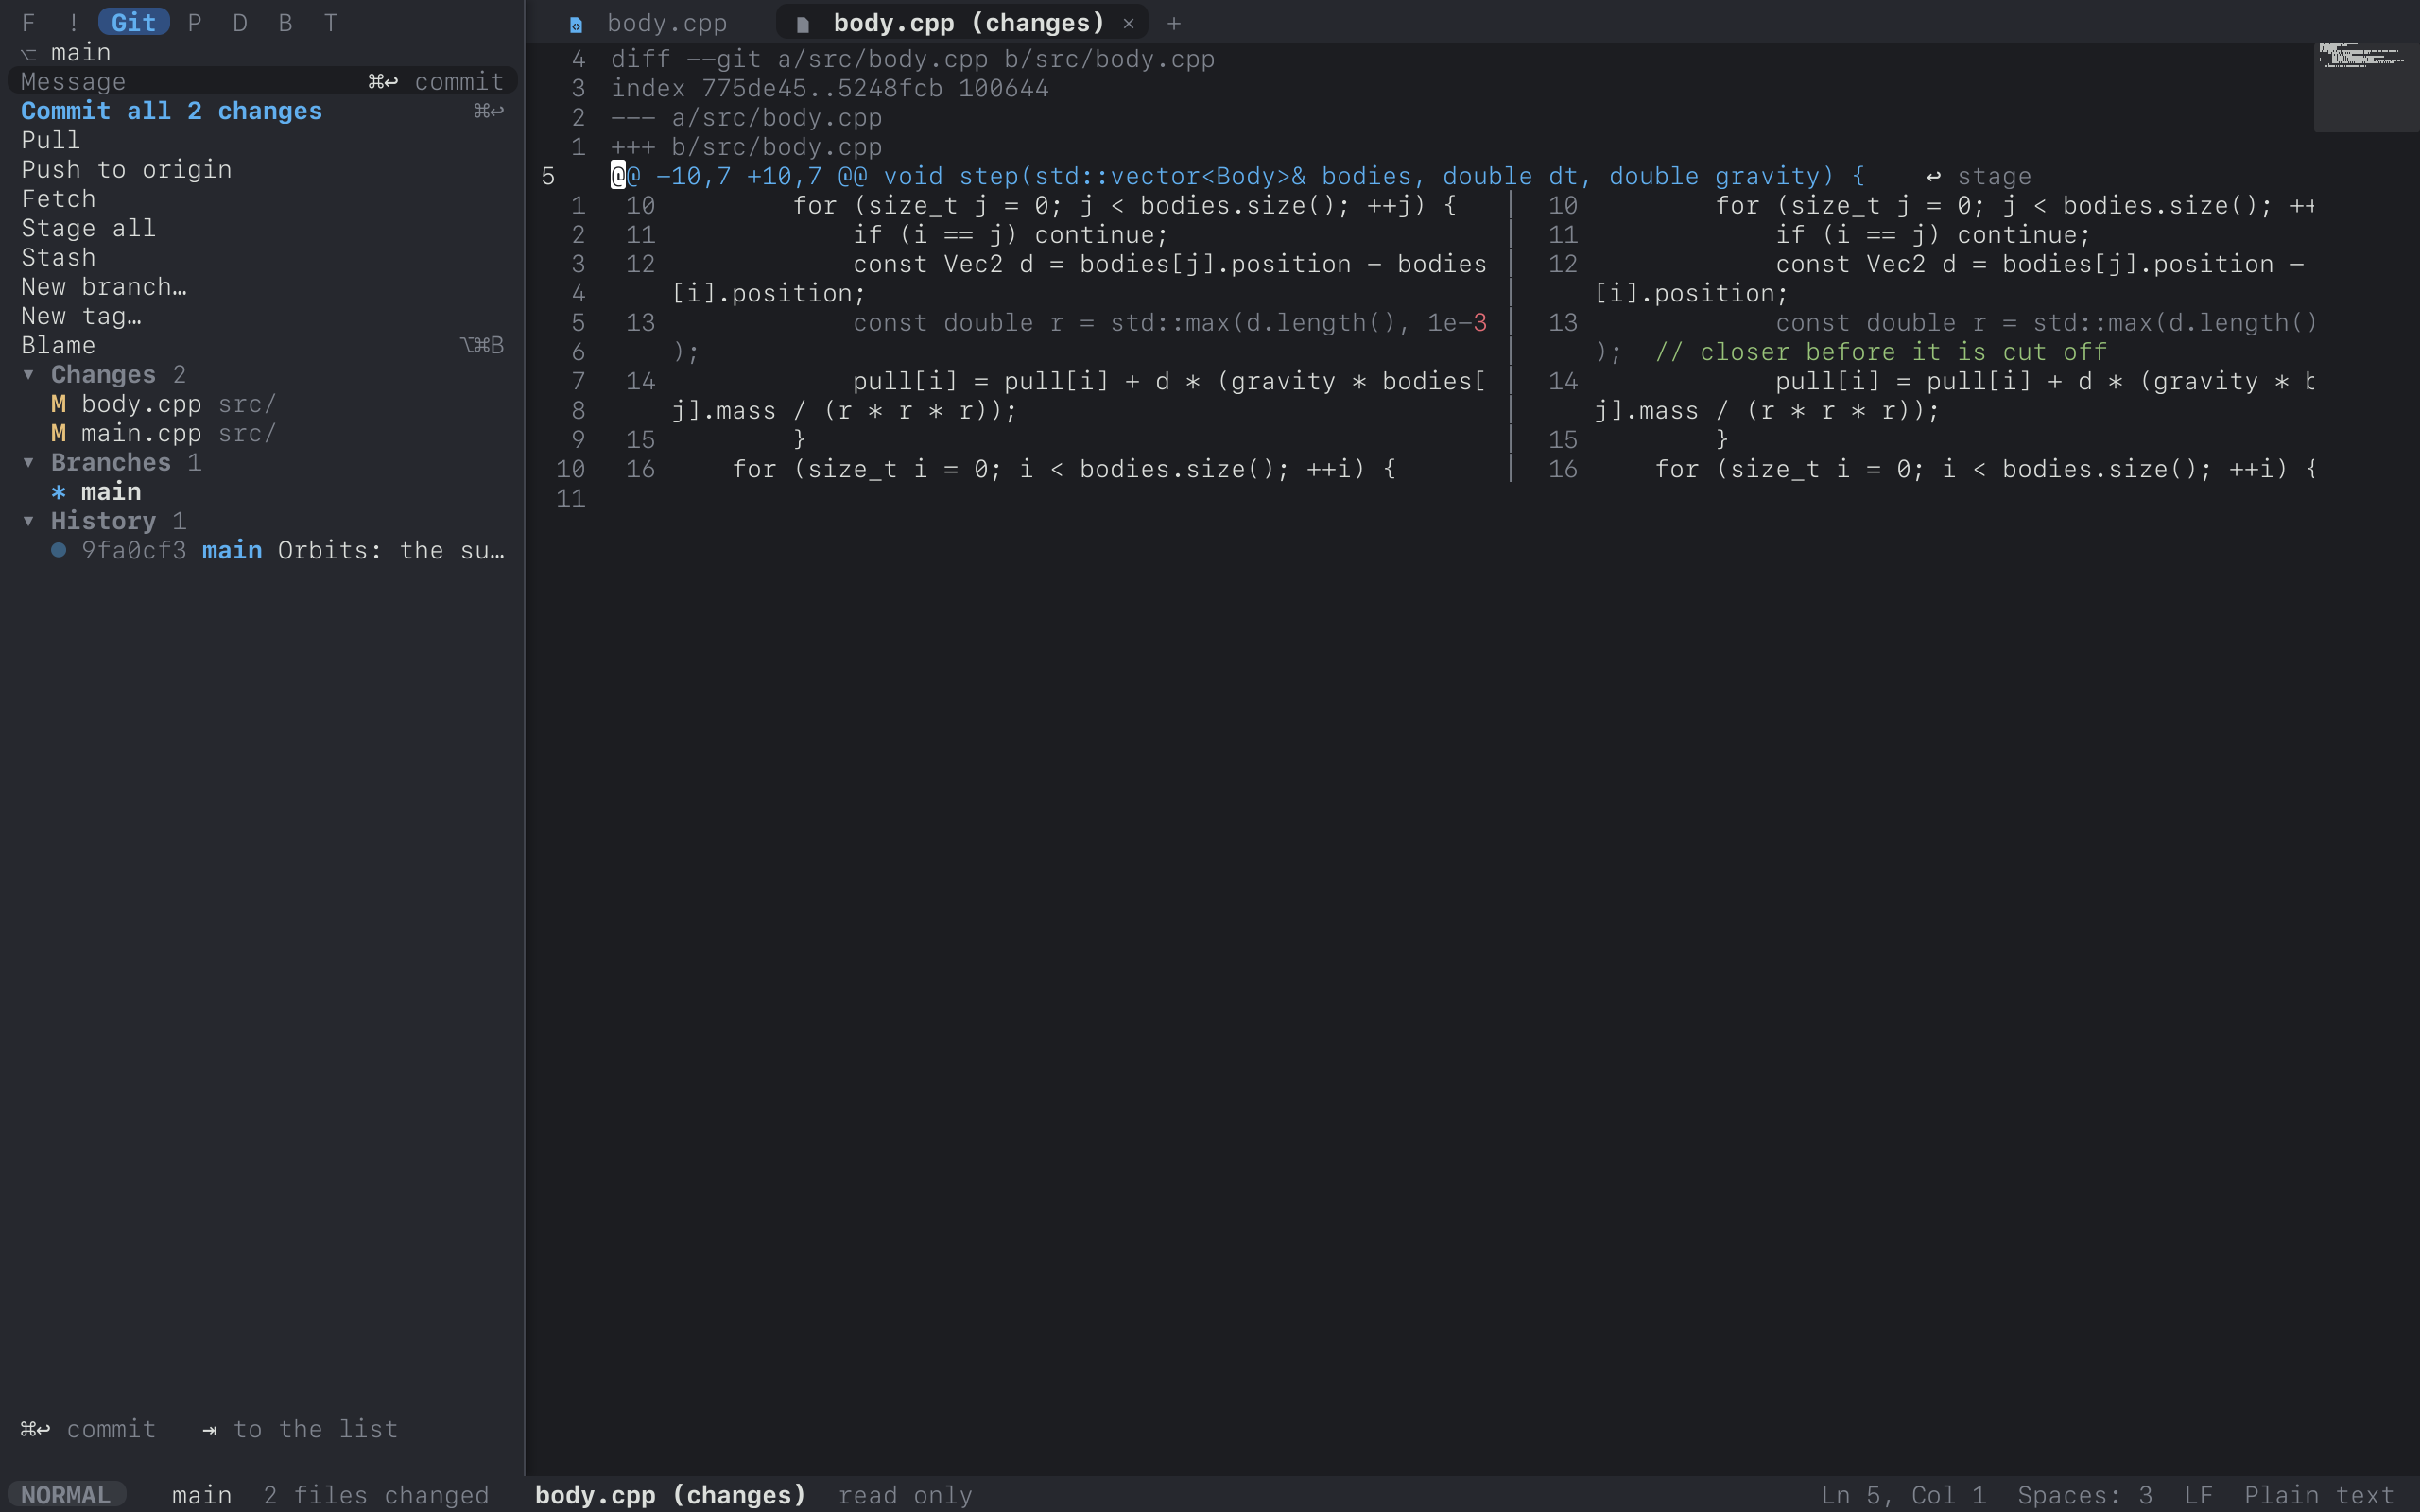 F ! Git P D B T
⌥ main
Message ⌘↩ commit
Commit all 2 changes ⌘↩
Pull
Push to origin
Fetch
Stage all
Stash
New branch…
New tag…
Blame ⌥⌘B
▾ Changes 2
M body.cpp src/
M main.cpp src/
▾ Branches 1
* main
▾ History 1
● 9fa0cf3 main Orbits: the su…
⌘↩ commit ⇥ to the list
body.cpp body.cpp (changes) × +
4 diff --git a/src/body.cpp b/src/body.cpp
3 index 775de45..5248fcb 100644
2 --- a/src/body.cpp
1 +++ b/src/body.cpp
5 @@ -10,7 +10,7 @@ void step(std::vector<Body>& bodies, double dt, double gravity) { ↩ stage
1 10 for (size_t j = 0; j < bodies.size(); ++j) { | 10 for (size_t j = 0; j < bodies.size(); ++
2 11 if (i == j) continue; | 11 if (i == j) continue;
3 12 const Vec2 d = bodies[j].position - bodies | 12 const Vec2 d = bodies[j].position -
4 [i].position; | [i].position;
5 13 const double r = std::max(d.length(), 1e-3 | 13 const double r = std::max(d.length()
6 ); | ); // closer before it is cut off
7 14 pull[i] = pull[i] + d * (gravity * bodies[ | 14 pull[i] = pull[i] + d * (gravity * b
8 j].mass / (r * r * r)); | j].mass / (r * r * r));
9 15 } | 15 }
10 16 for (size_t i = 0; i < bodies.size(); ++i) { | 16 for (size_t i = 0; i < bodies.size(); ++i) {
11
NORMAL main 2 files changed body.cpp (changes) read only Ln 5, Col 1 Spaces: 3 LF Plain text